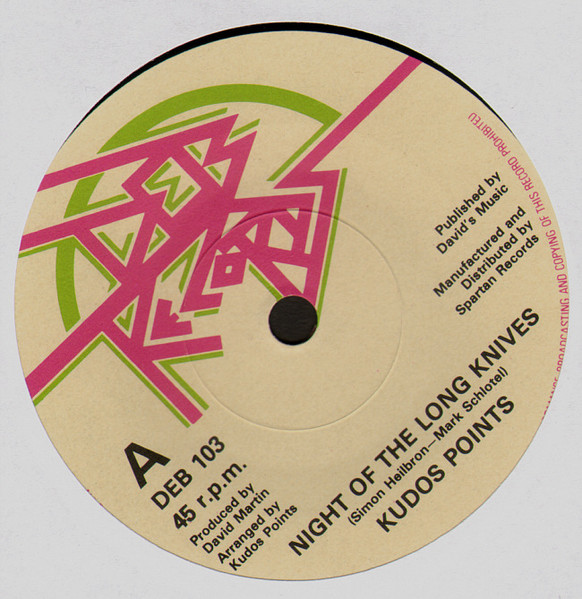 Published by
David's Music
Manufactured and
Distributed by
Spartan Records
BROADCASTING AND COPYING OF THIS RECORD PROHIBITED
A
DEB 103
45 r.p.m.
Produced by
David Martin
Arranged by
Kudos Points
NIGHT OF THE LONG KNIVES
(Simon Heilbron—Mark Schlotel)
KUDOS POINTS